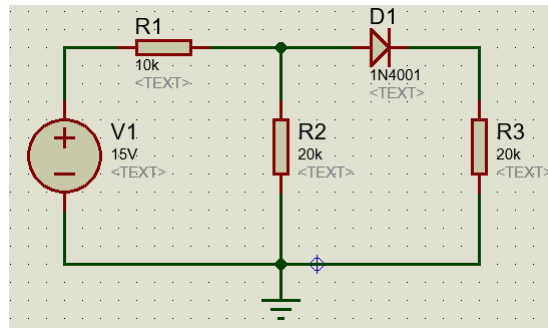 R1
10k
<TEXT>
D1
1N4001
<TEXT>
V1
15V
<TEXT>
R2
20k
<TEXT>
R3
20k
<TEXT>